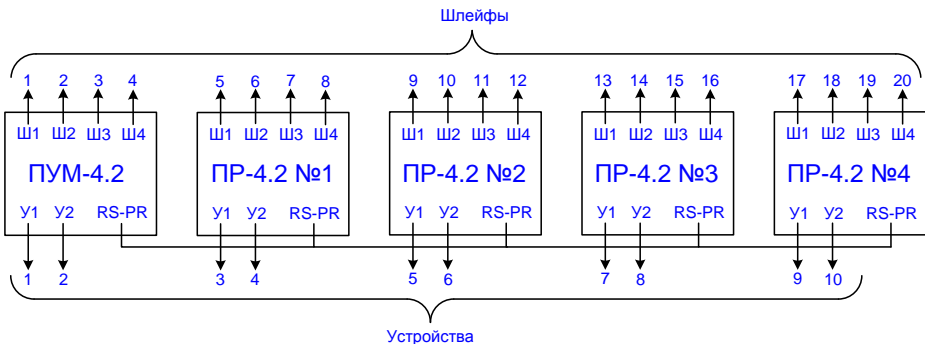 Шлейфы
1 2 3 4 5 6 7 8 9 10 11 12 13 14 15 16 17 18 19 20
Ш1 Ш2 Ш3 Ш4 Ш1 Ш2 Ш3 Ш4 Ш1 Ш2 Ш3 Ш4 Ш1 Ш2 Ш3 Ш4 Ш1 Ш2 Ш3 Ш4
ПУМ-4.2 ПР-4.2 №1 ПР-4.2 №2 ПР-4.2 №3 ПР-4.2 №4
У1 У2 RS-PR У1 У2 RS-PR У1 У2 RS-PR У1 У2 RS-PR У1 У2 RS-PR
1 2 3 4 5 6 7 8 9 10
Устройства